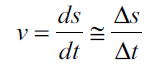 v = ds/dt ≅ Δs/Δt